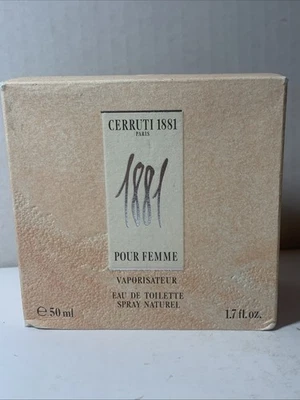 CERRUTI 1881
PARIS
1881
POUR FEMME
VAPORISATEUR
EAU DE TOILETTE
SPRAY NATUREL
℮ 50 ml
1.7 fl. oz.